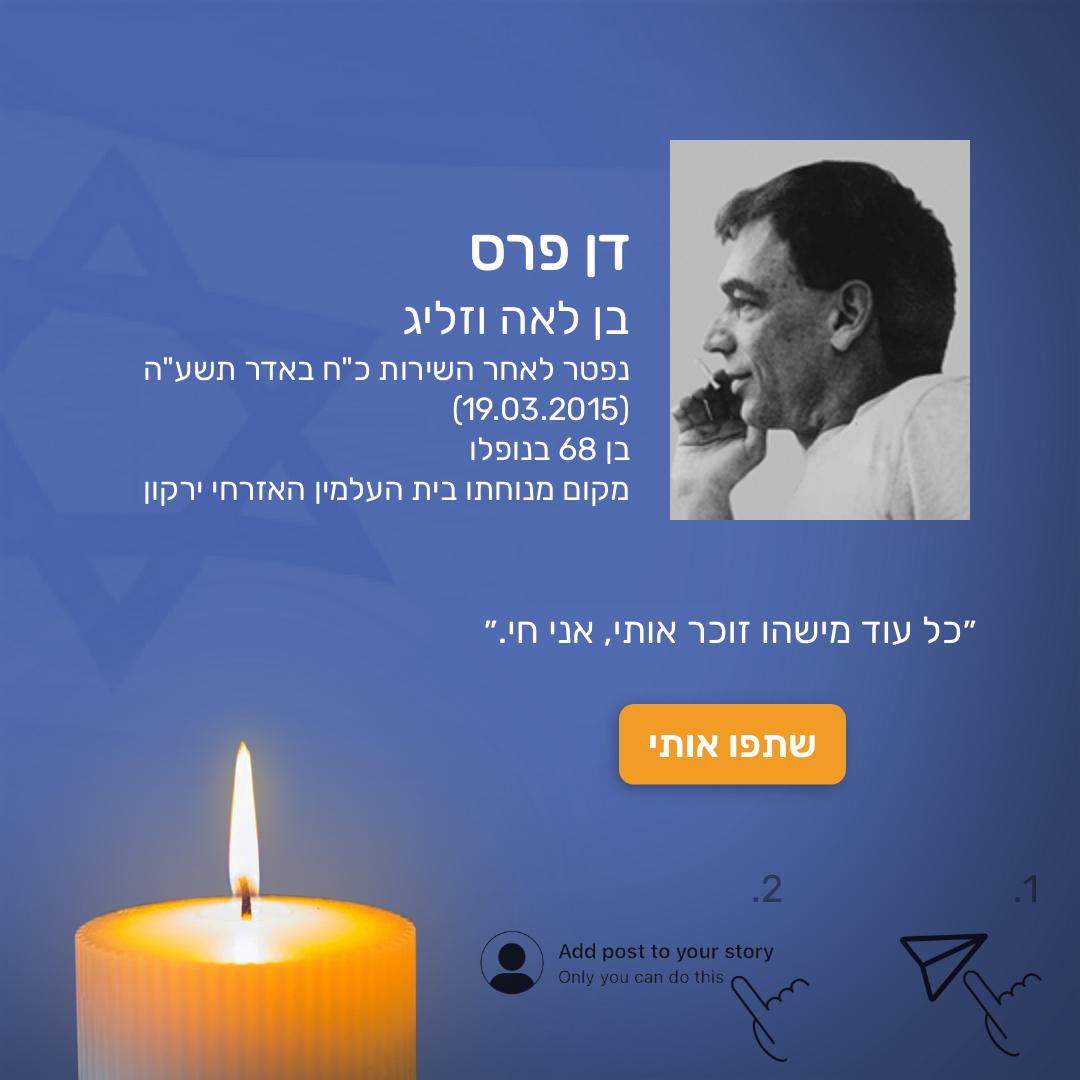 דן פרס
בן לאה וזליג
נפטר לאחר השירות כ"ח באדר תשע"ה
(19.03.2015)
בן 68 בנופלו
מקום מנוחתו בית העלמין האזרחי ירקון
״כל עוד מישהו זוכר אותי, אני חי.״
שתפו אותי
1.
2.
Add post to your story
Only you can do this